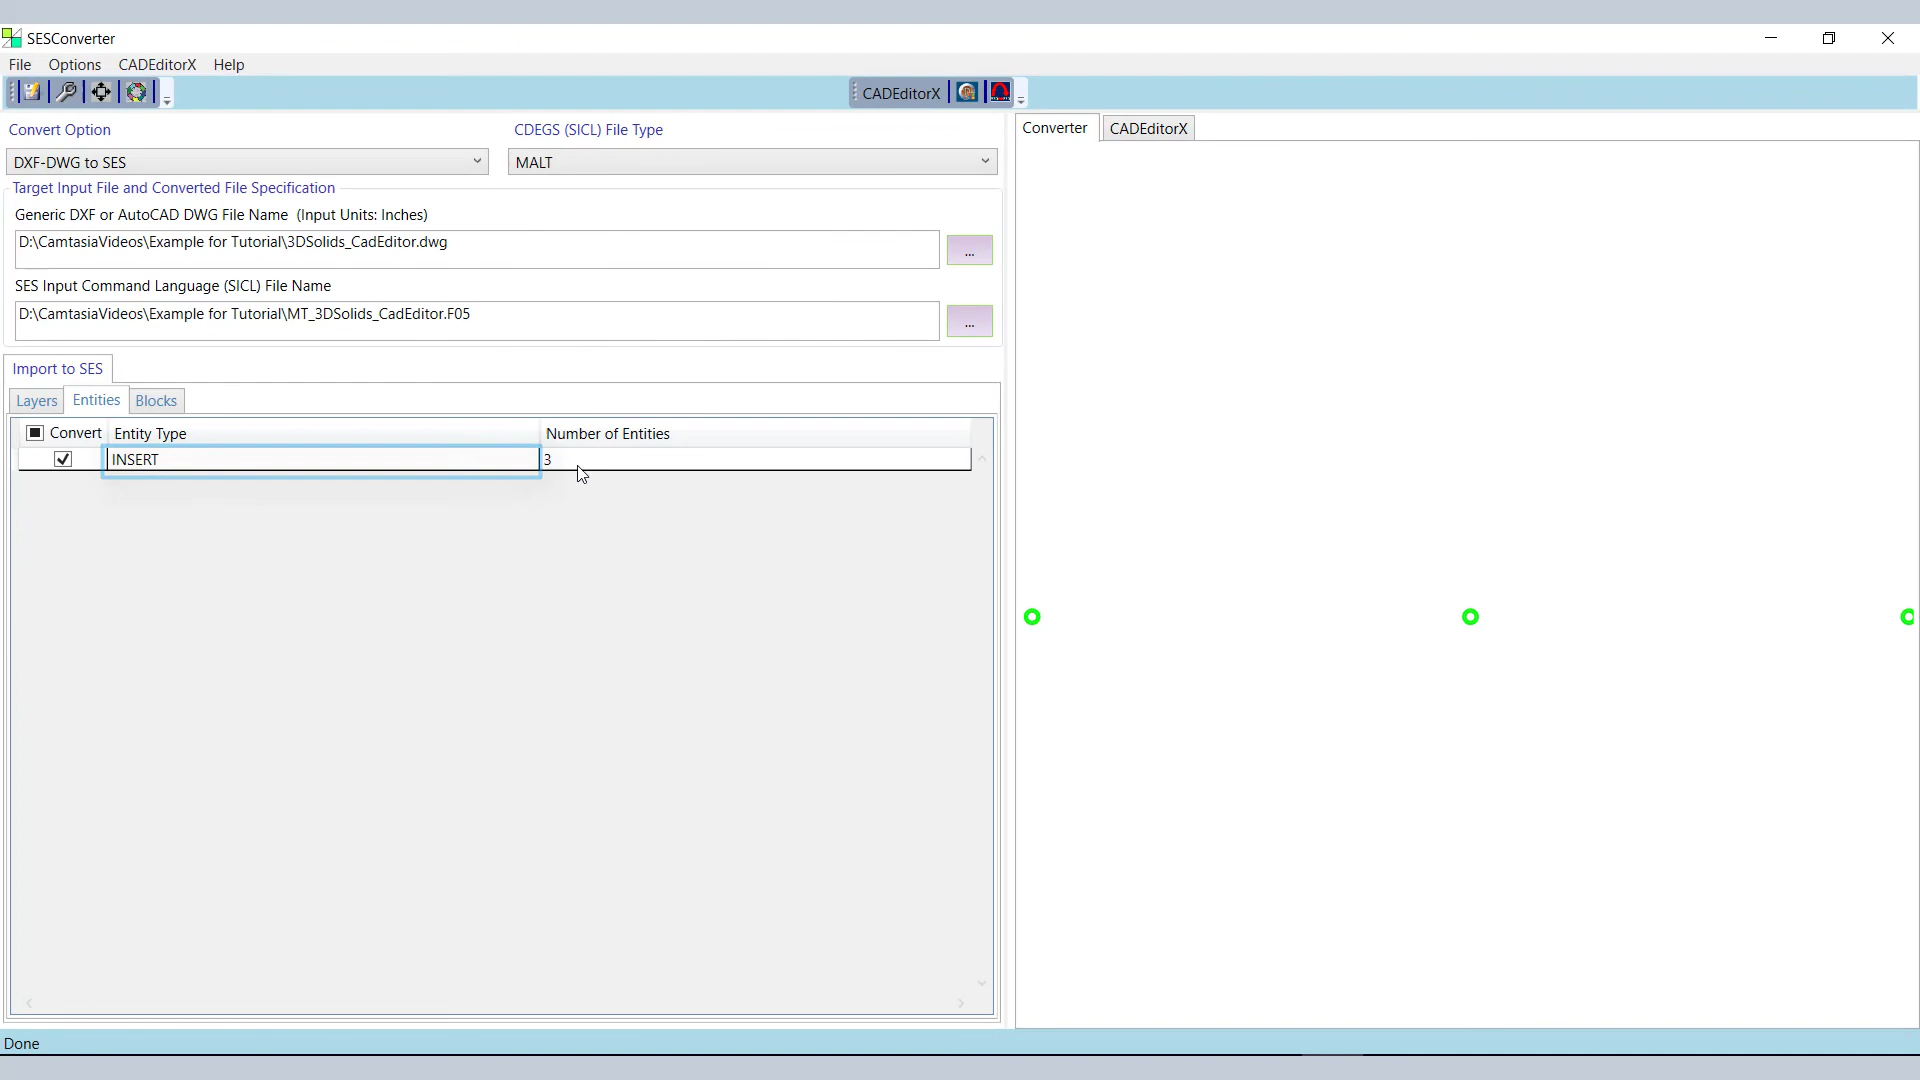 SESConverter
File Options CADEditorX Help
CADEditorX
Convert Option
CDEGS (SICL) File Type
DXF-DWG to SES
MALT
Target Input File and Converted File Specification
Generic DXF or AutoCAD DWG File Name (Input Units: Inches)
D:\CamtasiaVideos\Example for Tutorial\3DSolids_CadEditor.dwg
...
SES Input Command Language (SICL) File Name
D:\CamtasiaVideos\Example for Tutorial\MT_3DSolids_CadEditor.F05
...
Import to SES
Layers Entities Blocks
Convert Entity Type Number of Entities
INSERT 3
Converter CADEditorX
Done